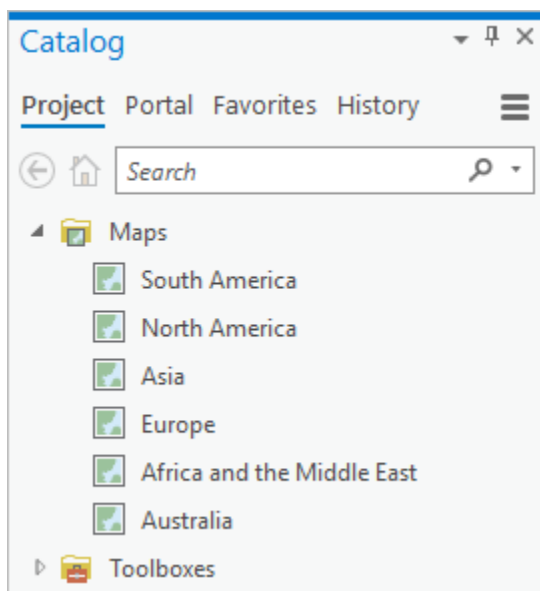 Catalog
Project Portal Favorites History
Search
Maps
South America
North America
Asia
Europe
Africa and the Middle East
Australia
Toolboxes